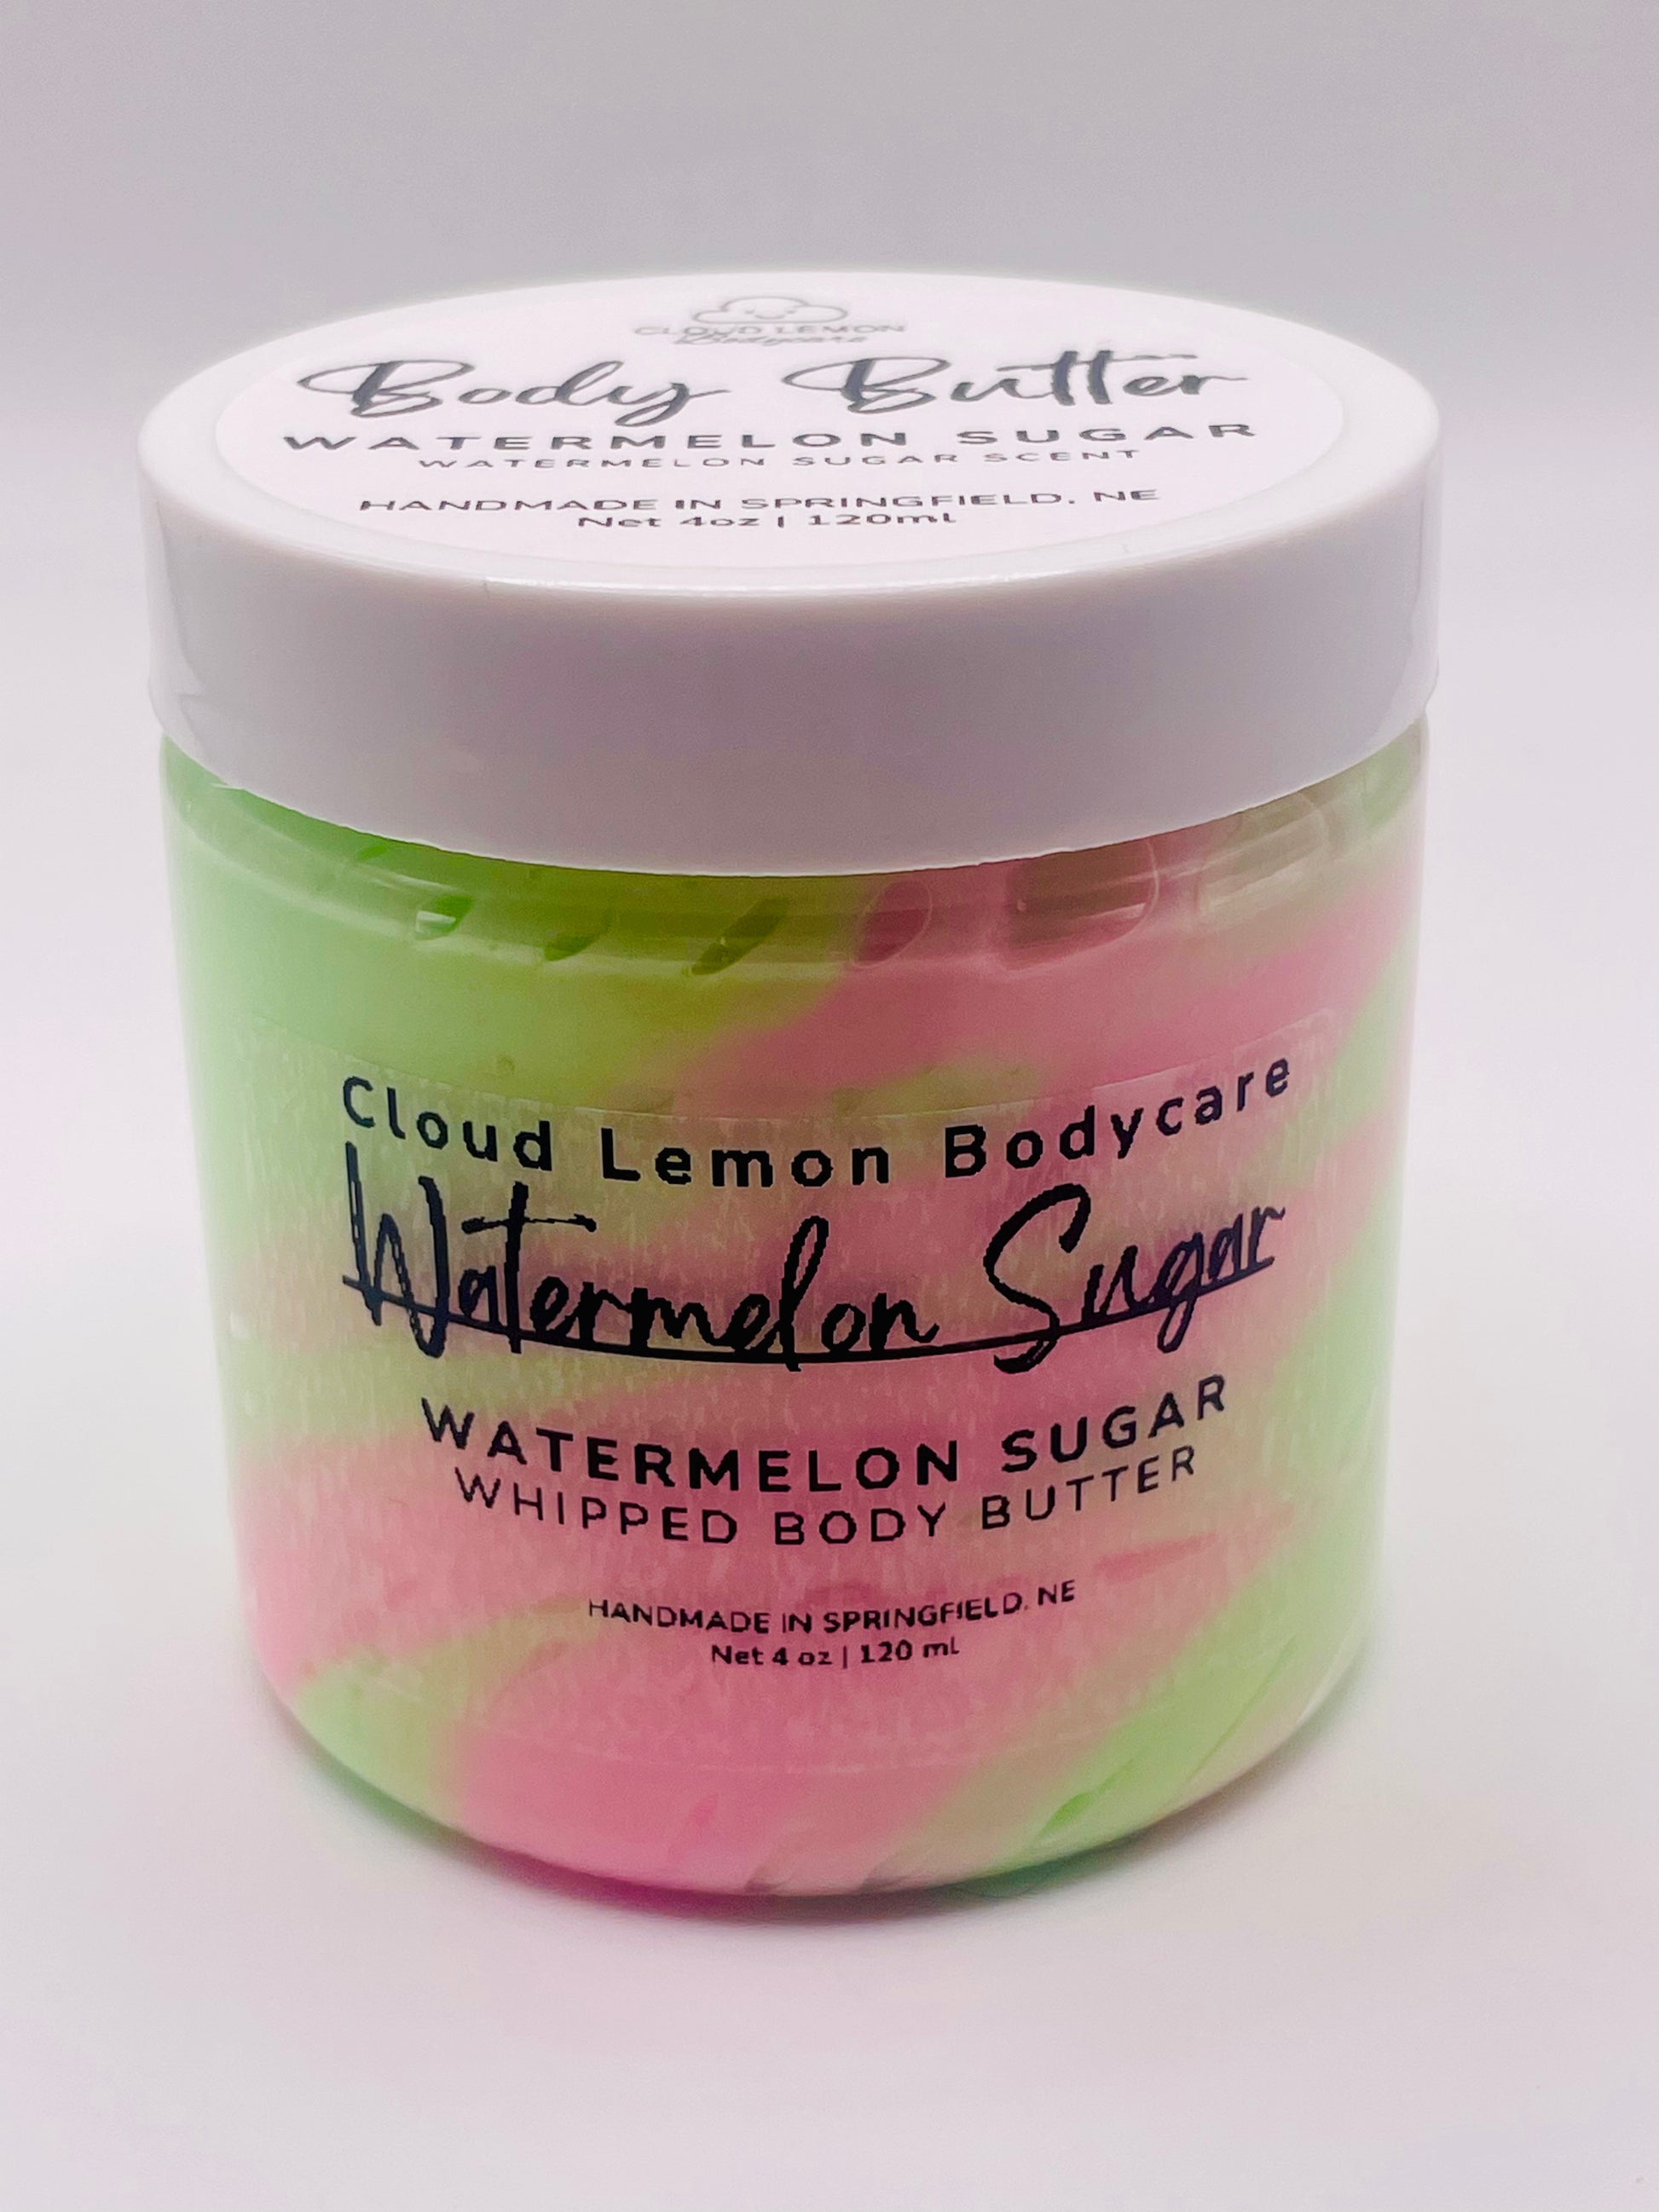 CLOUD LEMON
Bodycare
Body Butter
WATERMELON SUGAR
WATERMELON SUGAR SCENT
HANDMADE IN SPRINGFIELD, NE
Net 4oz | 120ml
Cloud Lemon Bodycare
Watermelon Sugar
WATERMELON SUGAR
WHIPPED BODY BUTTER
HANDMADE IN SPRINGFIELD, NE
Net 4 oz | 120 ml